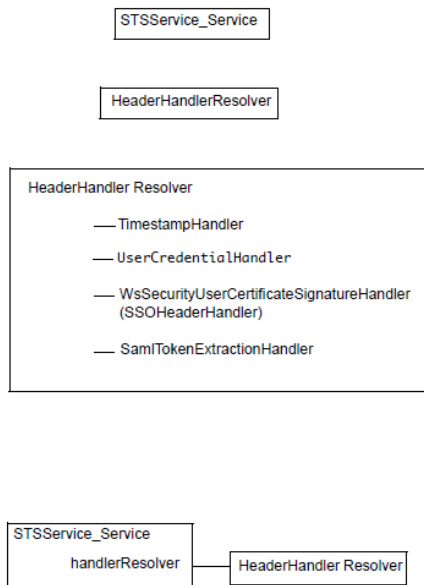 STSService_Service
HeaderHandlerResolver
HeaderHandler Resolver
TimestampHandler
UserCredentialHandler
WsSecurityUserCertificateSignatureHandler
(SSOHeaderHandler)
SamlTokenExtractionHandler
STSService_Service
handlerResolver
HeaderHandler Resolver